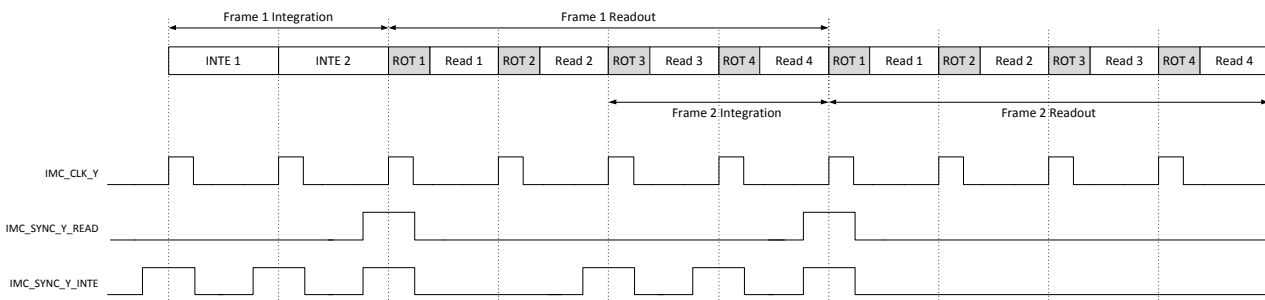 Frame 1 Integration Frame 1 Readout
INTE 1 INTE 2 ROT 1 Read 1 ROT 2 Read 2 ROT 3 Read 3 ROT 4 Read 4 ROT 1 Read 1 ROT 2 Read 2 ROT 3 Read 3 ROT 4 Read 4
Frame 2 Integration Frame 2 Readout
IMC_CLK_Y
IMC_SYNC_Y_READ
IMC_SYNC_Y_INTE